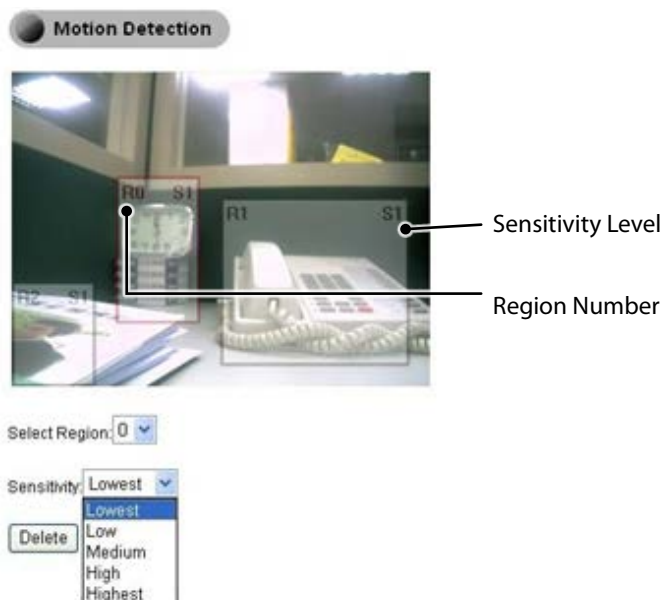 Motion Detection
R0 S1
R1 S1
Sensitivity Level
Region Number
R2 S1
Select Region: 0
Sensitivity: Lowest
Lowest
Delete
Low
Medium
High
Highest